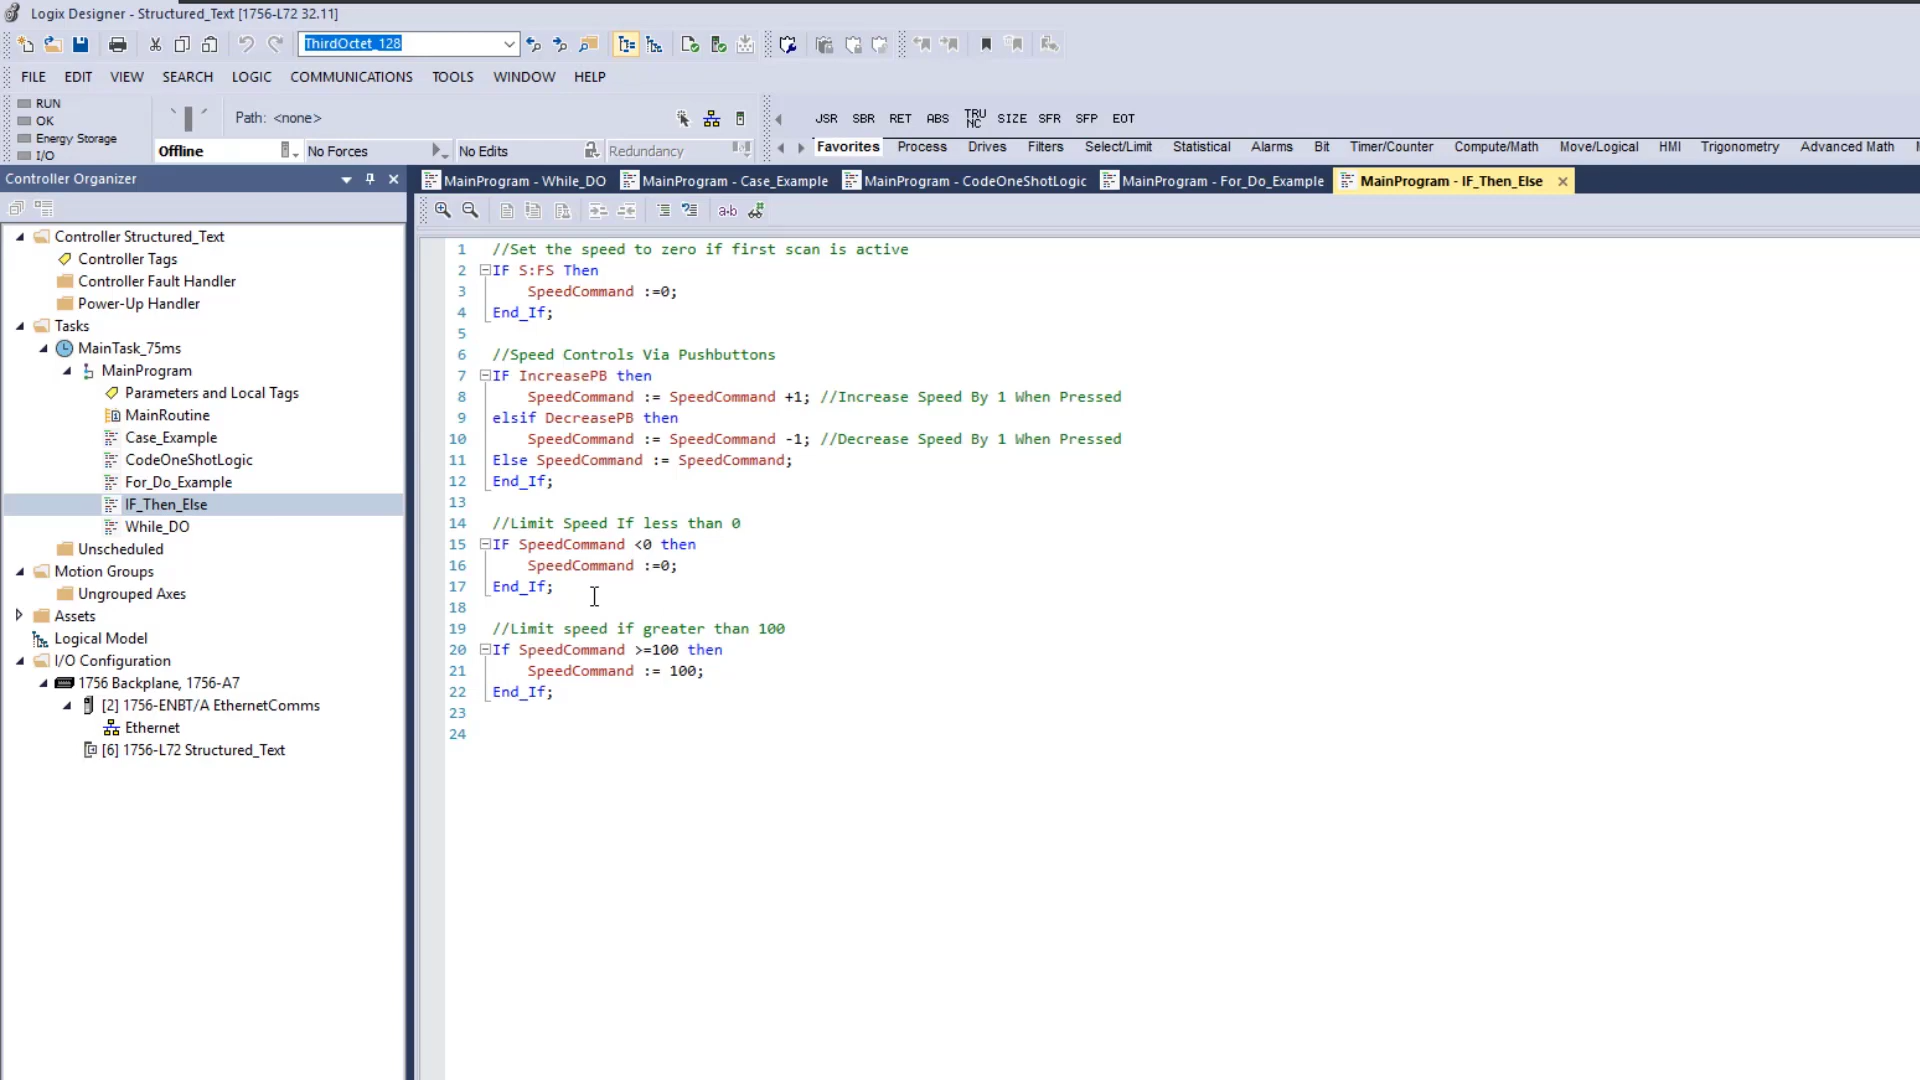 Logix Designer - Structured_Text [1756-L72 32.11]
ThirdOctet_128
FILE EDIT VIEW SEARCH LOGIC COMMUNICATIONS TOOLS WINDOW HELP
RUN
OK
Energy Storage
I/O
Path: <none>
Offline
No Forces
No Edits
Redundancy
JSR SBR RET ABS TRUNC SIZE SFR SFP EOT
Favorites Process Drives Filters Select/Limit Statistical Alarms Bit Timer/Counter Compute/Math Move/Logical HMI Trigonometry Advanced Math
Controller Organizer
Controller Structured_Text
Controller Tags
Controller Fault Handler
Power-Up Handler
Tasks
MainTask_75ms
MainProgram
Parameters and Local Tags
MainRoutine
Case_Example
CodeOneShotLogic
For_Do_Example
IF_Then_Else
While_DO
Unscheduled
Motion Groups
Ungrouped Axes
Assets
Logical Model
I/O Configuration
1756 Backplane, 1756-A7
[2] 1756-ENBT/A EthernetComms
Ethernet
[6] 1756-L72 Structured_Text
MainProgram - While_DO
MainProgram - Case_Example
MainProgram - CodeOneShotLogic
MainProgram - For_Do_Example
MainProgram - IF_Then_Else
a•b
1 //Set the speed to zero if first scan is active
2 IF S:FS Then
3 SpeedCommand :=0;
4 End_If;
5
6 //Speed Controls Via Pushbuttons
7 IF IncreasePB then
8 SpeedCommand := SpeedCommand +1; //Increase Speed By 1 When Pressed
9 elsif DecreasePB then
10 SpeedCommand := SpeedCommand -1; //Decrease Speed By 1 When Pressed
11 Else SpeedCommand := SpeedCommand;
12 End_If;
13
14 //Limit Speed If less than 0
15 IF SpeedCommand <0 then
16 SpeedCommand :=0;
17 End_If;
18
19 //Limit speed if greater than 100
20 If SpeedCommand >=100 then
21 SpeedCommand := 100;
22 End_If;
23
24